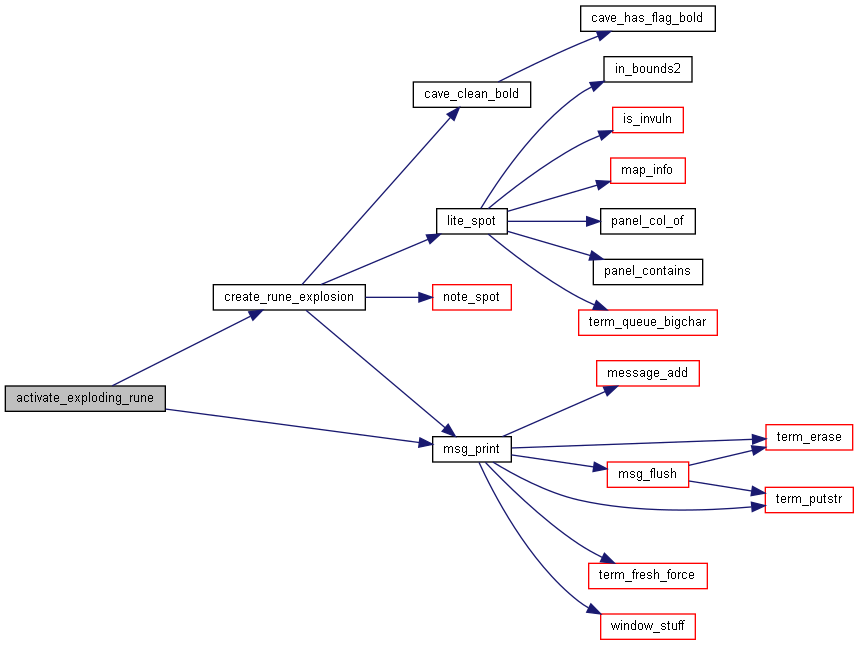 cave_has_flag_bold
in_bounds2
cave_clean_bold
is_invuln
map_info
lite_spot
panel_col_of
panel_contains
create_rune_explosion
note_spot
term_queue_bigchar
message_add
activate_exploding_rune
term_erase
msg_print
msg_flush
term_putstr
term_fresh_force
window_stuff